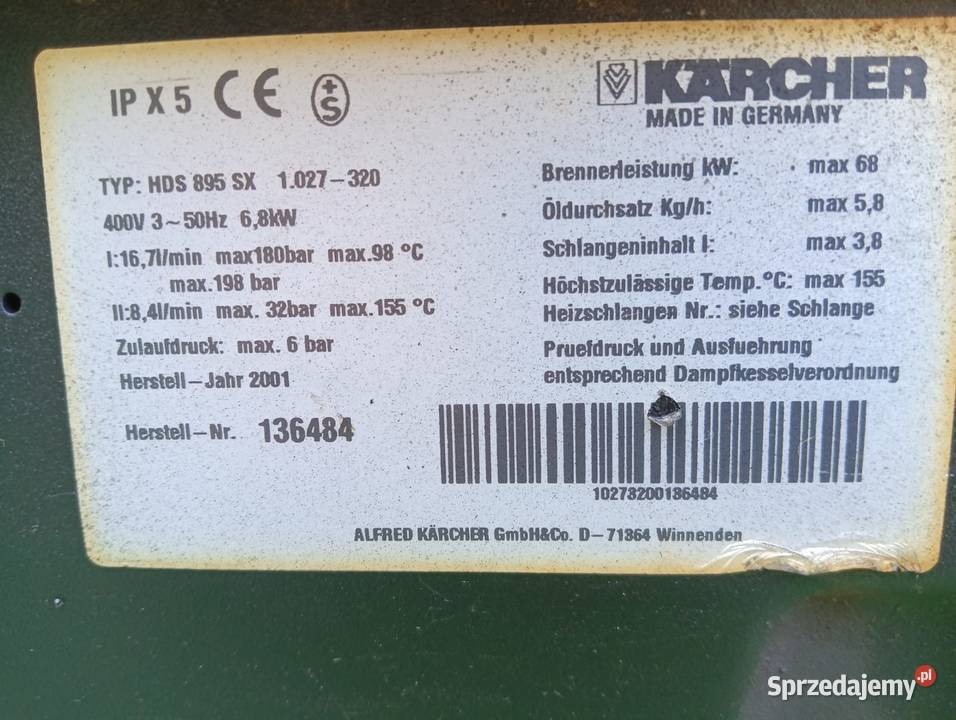 IP X 5 CE +S
KÄRCHER
MADE IN GERMANY
TYP: HDS 895 SX 1.027-320
400V 3~50Hz 6,8kW
I:16,7l/min max180bar max.98 °C
max.198 bar
II:8,4l/min max. 32bar max.155 °C
Zulaufdruck: max. 6 bar
Herstell-Jahr 2001
Herstell-Nr. 136484
Brennerleistung kW: max 68
Öldurchsatz Kg/h: max 5,8
Schlangeninhalt l: max 3,8
Höchstzulässige Temp.°C: max 155
Heizschlangen Nr.: siehe Schlange
Pruefdruck und Ausfuehrung
entsprechend Dampfkesselverordnung
10273200136484
ALFRED KÄRCHER GmbH&Co. D-71364 Winnenden
Sprzedajemy.pl